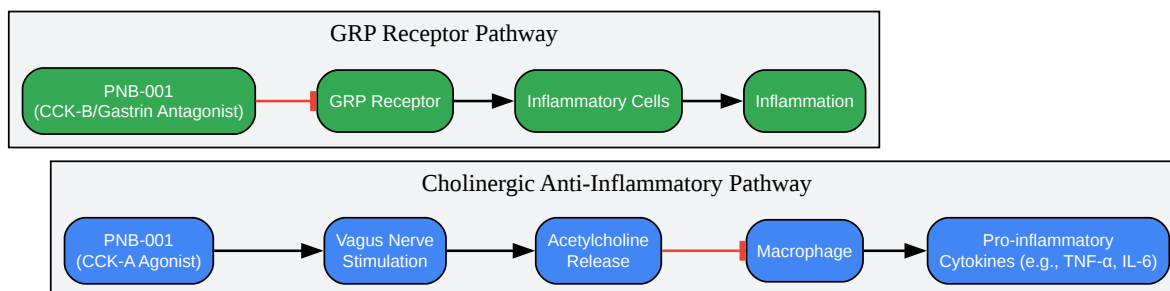 GRP Receptor Pathway
PNB-001
(CCK-B/Gastrin Antagonist)
GRP Receptor
Inflammatory Cells
Inflammation
Cholinergic Anti-Inflammatory Pathway
PNB-001
(CCK-A Agonist)
Vagus Nerve
Stimulation
Acetylcholine
Release
Macrophage
Pro-inflammatory
Cytokines (e.g., TNF-α, IL-6)